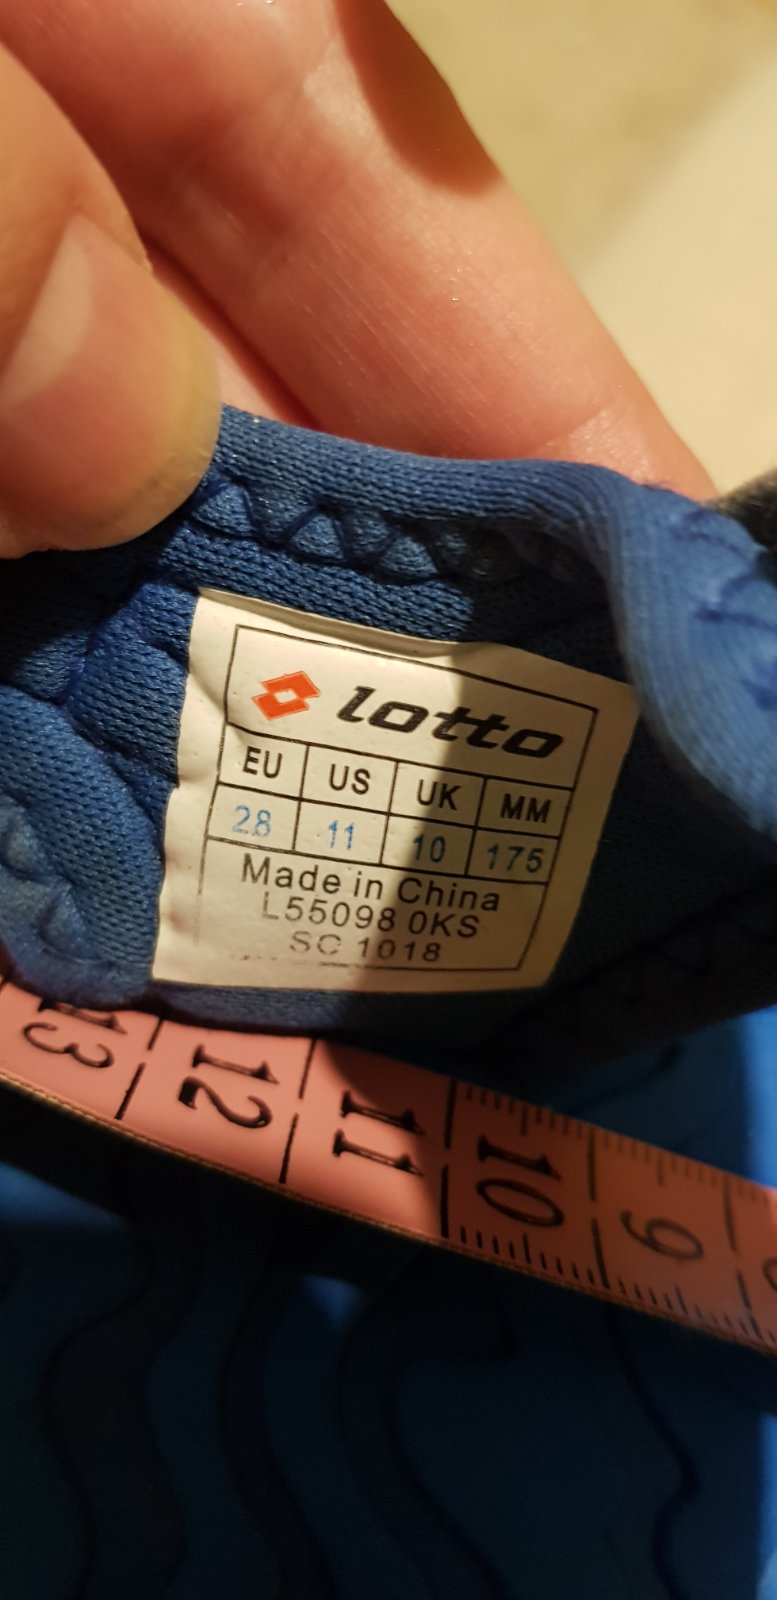 lotto
EU US UK MM
28 11 10 175
Made in China
L55098 0KS
SC 1018
13 12 11 10 9